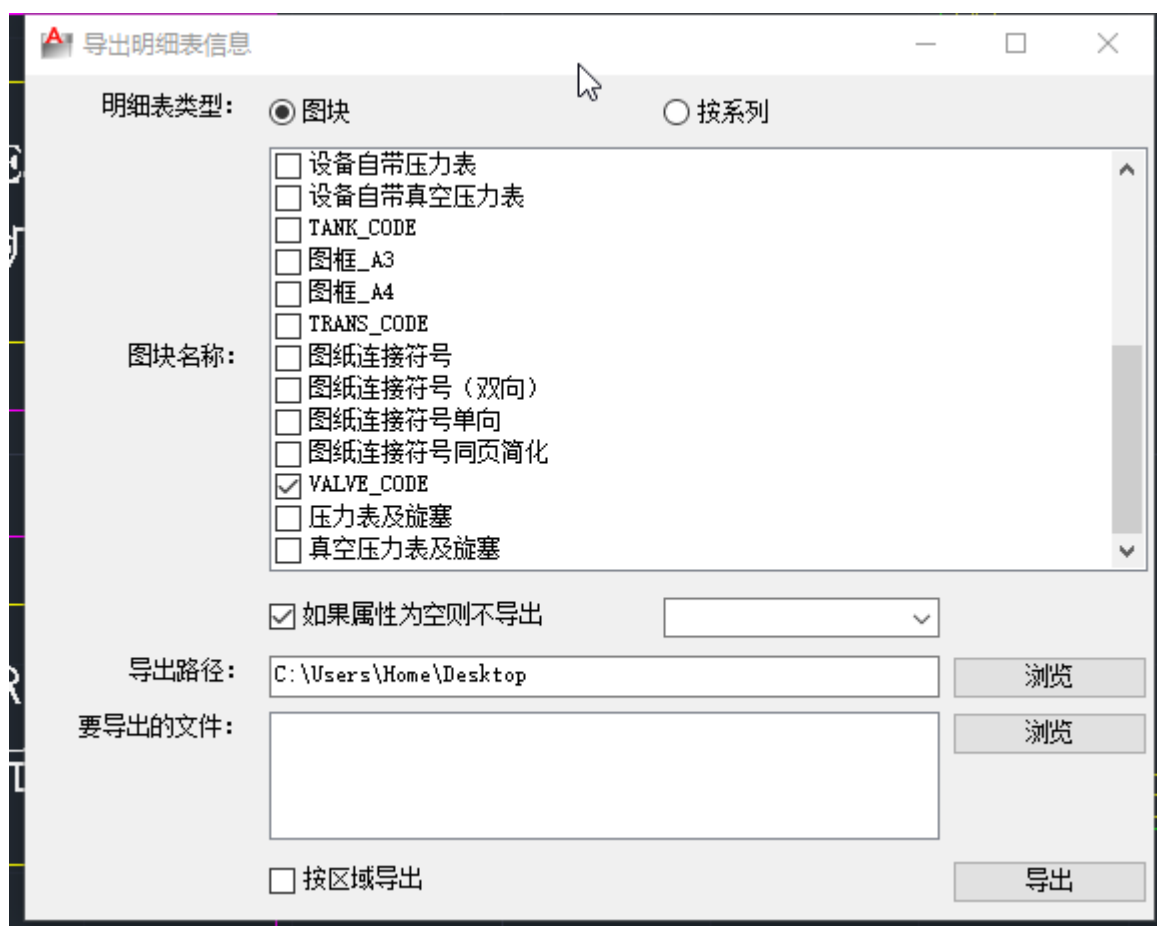 导出明细表信息
明细表类型: 图块 按系列
设备自带压力表
设备自带真空压力表
TANK_CODE
图框_A3
图框_A4
TRANS_CODE
图块名称: 图纸连接符号
图纸连接符号（双向）
图纸连接符号单向
图纸连接符号同页简化
VALVE_CODE
压力表及旋塞
真空压力表及旋塞
如果属性为空则不导出
导出路径: C:\Users\Home\Desktop 浏览
要导出的文件: 浏览
按区域导出 导出